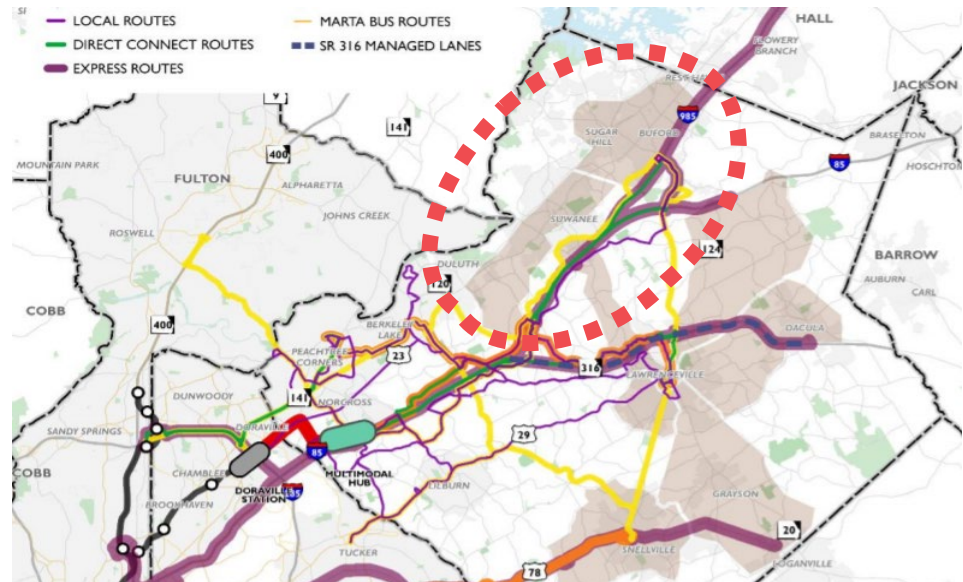 LOCAL ROUTES
MARTA BUS ROUTES
DIRECT CONNECT ROUTES
SR 316 MANAGED LANES
EXPRESS ROUTES
HALL
FLOWERY
BRANCH
JACKSON
9
141
985
SUGAR
HILL
BUFORD
BRASELTON
400
85
HOSCHTON
MOUNTAIN PARK
FULTON
ALPHARETTA
JOHNS CREEK
SUWANEE
ROSWELL
124
BARROW
DULUTH
120
AUBURN
CARL
COBB
400
BERKELEY
LAKE
DACULA
PEACHTREE
CORNERS
23
316
LAWRENCEVILLE
DUNWOODY
141
NORCROSS
SANDY SPRINGS
DORAVILLE
29
85
COBB
CHAMBLEE
DORAVILLE
STATION
MULTIMODAL
HUB
LILBURN
GRAYSON
BROOKHAVEN
20
TUCKER
SNELLVILLE
LOGANVILLE
78